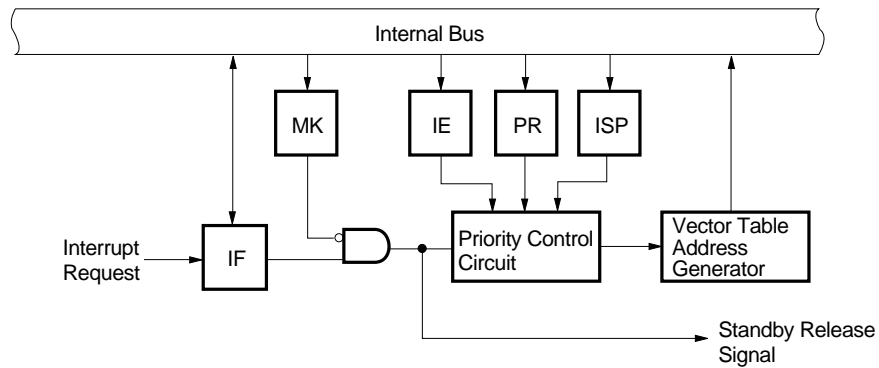 Internal Bus
MK
IE
PR
ISP
Interrupt
Request
IF
Priority Control
Circuit
Vector Table
Address
Generator
Standby Release
Signal